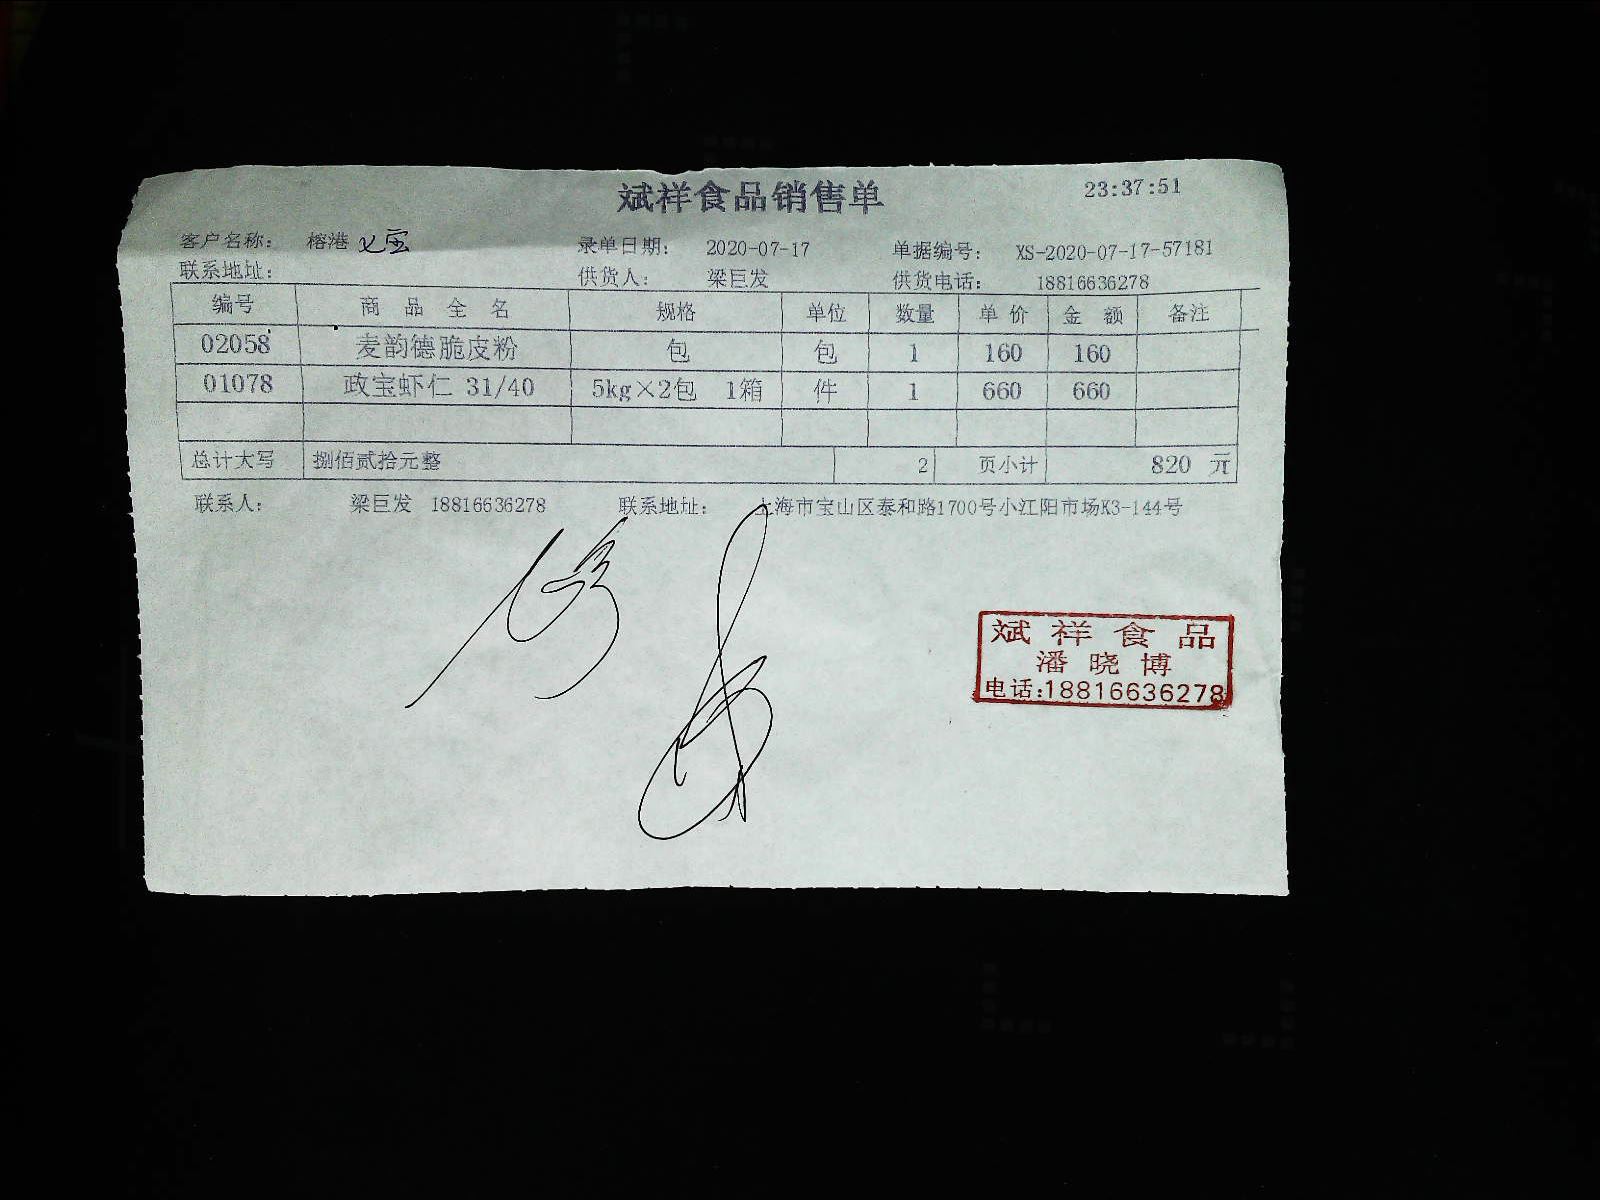 斌祥食品销售单 23:37:51
客户名称： 榕港 七宝 录单日期： 2020-07-17 单据编号： XS-2020-07-17-57181
联系地址： 供货人： 梁巨发 供货电话： 18816636278
编号 商品全名 规格 单位 数量 单价 金额 备注
02058 麦韵德脆皮粉 包 包 1 160 160
01078 政宝虾仁 31/40 5kg×2包 1箱 件 1 660 660
总计大写 捌佰贰拾元整 2 页小计 820 元
联系人： 梁巨发 18816636278 联系地址： 上海市宝山区泰和路1700号小江阳市场K3-144号
斌祥食品
潘晓博
电话:18816636278